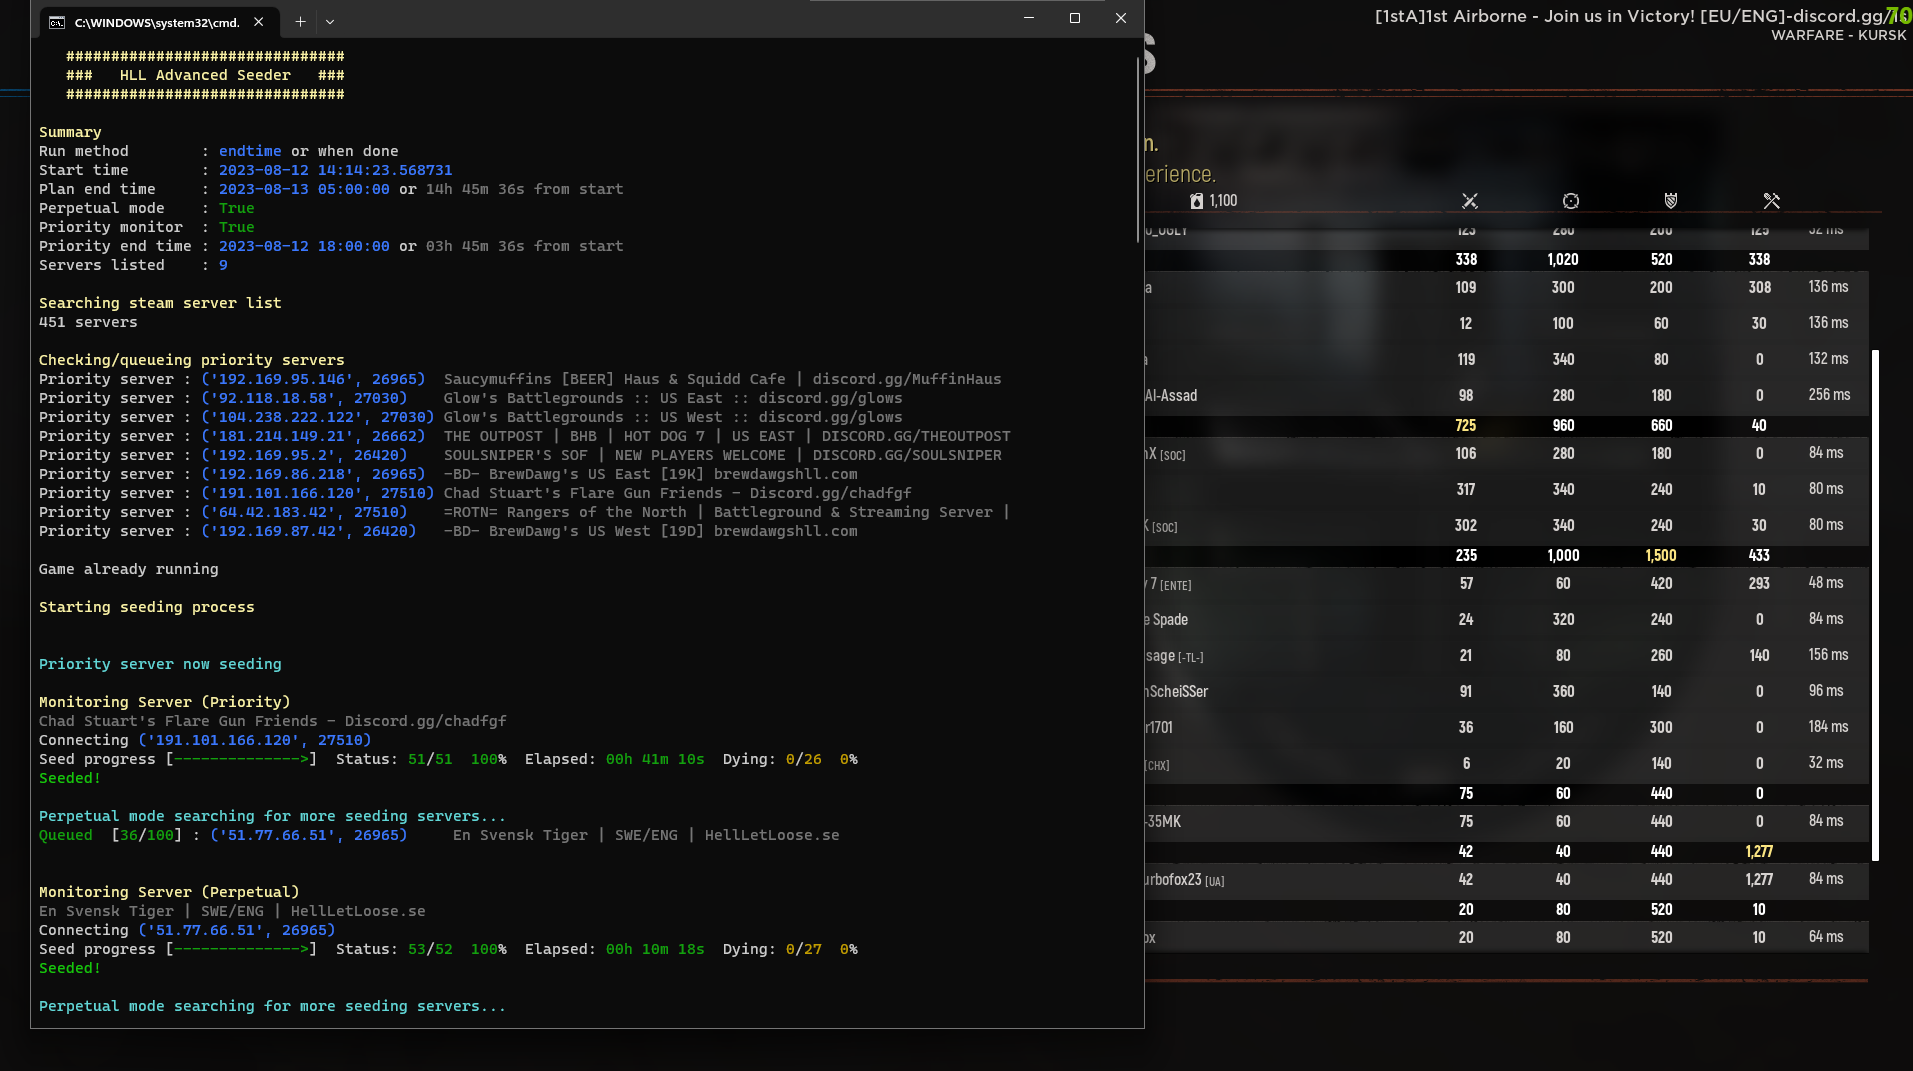 C:\WINDOWS\system32\cmd.
###############################
###   HLL Advanced Seeder   ###
###############################
Summary
Run method        : endtime or when done
Start time        : 2023-08-12 14:14:23.568731
Plan end time     : 2023-08-13 05:00:00 or 14h 45m 36s from start
Perpetual mode    : True
Priority monitor  : True
Priority end time : 2023-08-12 18:00:00 or 03h 45m 36s from start
Servers listed    : 9
Searching steam server list
451 servers
Checking/queueing priority servers
Priority server : ('192.169.95.146', 26965)  Saucymuffins [BEER] Haus & Squidd Cafe | discord.gg/MuffinHaus
Priority server : ('92.118.18.58', 27030)    Glow's Battlegrounds :: US East :: discord.gg/glows
Priority server : ('104.238.222.122', 27030) Glow's Battlegrounds :: US West :: discord.gg/glows
Priority server : ('181.214.149.21', 26662)  THE OUTPOST | BHB | HOT DOG 7 | US EAST | DISCORD.GG/THEOUTPOST
Priority server : ('192.169.95.2', 26420)    SOULSNIPER'S SOF | NEW PLAYERS WELCOME | DISCORD.GG/SOULSNIPER
Priority server : ('192.169.86.218', 26965)  -BD- BrewDawg's US East [19K] brewdawgshll.com
Priority server : ('191.101.166.120', 27510) Chad Stuart's Flare Gun Friends - Discord.gg/chadfgf
Priority server : ('64.42.183.42', 27510)    =ROTN= Rangers of the North | Battleground & Streaming Server |
Priority server : ('192.169.87.42', 26420)   -BD- BrewDawg's US West [19D] brewdawgshll.com
Game already running
Starting seeding process
Priority server now seeding
Monitoring Server (Priority)
Chad Stuart's Flare Gun Friends - Discord.gg/chadfgf
Connecting ('191.101.166.120', 27510)
Seed progress [-------------->]  Status: 51/51  100%  Elapsed: 00h 41m 10s  Dying: 0/26  0%
Seeded!
Perpetual mode searching for more seeding servers...
Queued  [36/100] : ('51.77.66.51', 26965)     En Svensk Tiger | SWE/ENG | HellLetLoose.se
Monitoring Server (Perpetual)
En Svensk Tiger | SWE/ENG | HellLetLoose.se
Connecting ('51.77.66.51', 26965)
Seed progress [-------------->]  Status: 53/52  100%  Elapsed: 00h 10m 18s  Dying: 0/27  0%
Seeded!
Perpetual mode searching for more seeding servers...
[1stA]1st Airborne - Join us in Victory! [EU/ENG]-discord.gg/
70
WARFARE - KURSK
S
n.
erience.
1,100
O_UGLY 123 280 200 125 52 ms
338 1,020 520 338
a 109 300 200 308 136 ms
12 100 60 30 136 ms
a 119 340 80 0 132 ms
Al-Assad 98 280 180 0 256 ms
725 960 660 40
X [SOC] 106 280 180 0 84 ms
317 340 240 10 80 ms
[SOC] 302 340 240 30 80 ms
235 1,000 1,500 433
7 [ENTE] 57 60 420 293 48 ms
e Spade 24 320 240 0 84 ms
sage [-TL-] 21 80 260 140 156 ms
nScheiSSer 91 360 140 0 96 ms
r1701 36 160 300 0 184 ms
[CHX] 6 20 140 0 32 ms
75 60 440 0
-35MK 75 60 440 0 84 ms
42 40 440 1,277
urbofox23 [UA] 42 40 440 1,277 84 ms
20 80 520 10
ox 20 80 520 10 64 ms